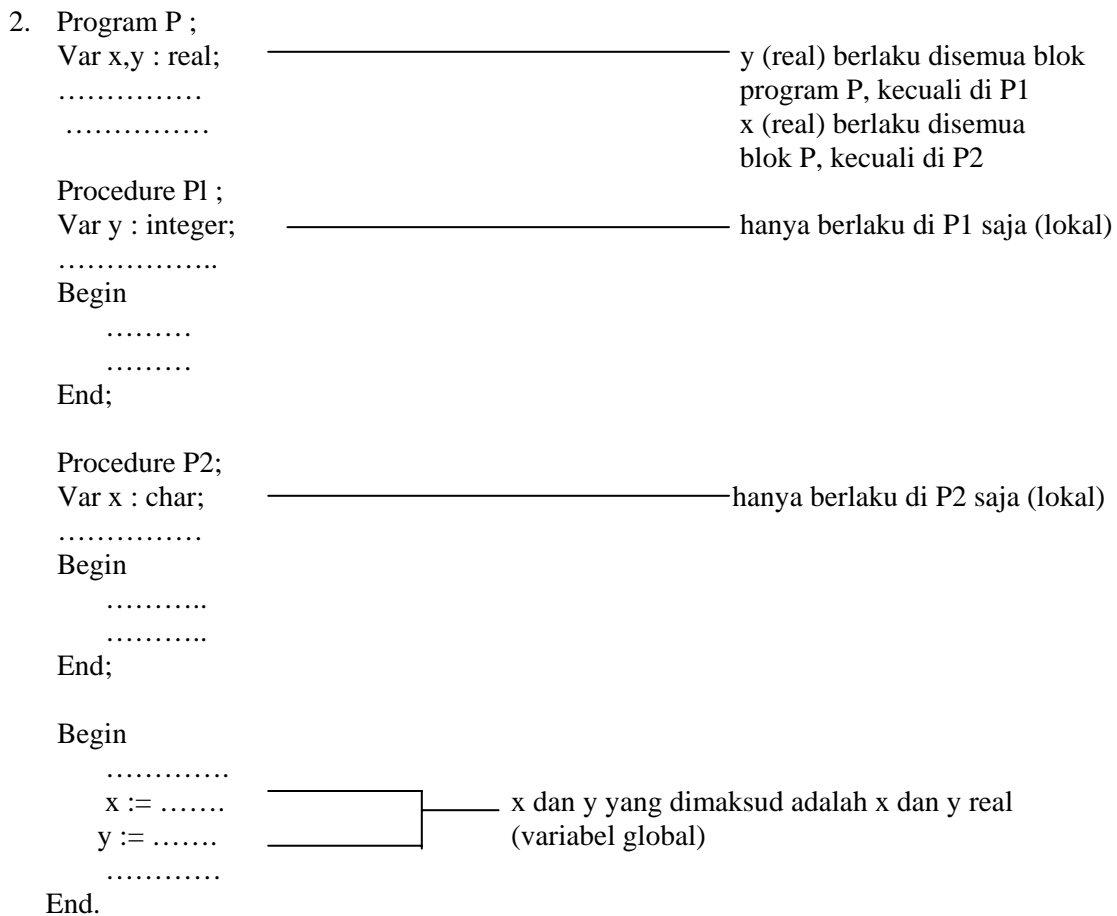 2. Program P ;
Var x,y : real; y (real) berlaku disemua blok
…………… program P, kecuali di P1
…………… x (real) berlaku disemua
blok P, kecuali di P2
Procedure Pl ;
Var y : integer; hanya berlaku di P1 saja (lokal)
……………..
Begin
………
………
End;
Procedure P2;
Var x : char; hanya berlaku di P2 saja (lokal)
……………
Begin
………..
………..
End;
Begin
………….
x := ……. x dan y yang dimaksud adalah x dan y real
y := ……. (variabel global)
…………
End.